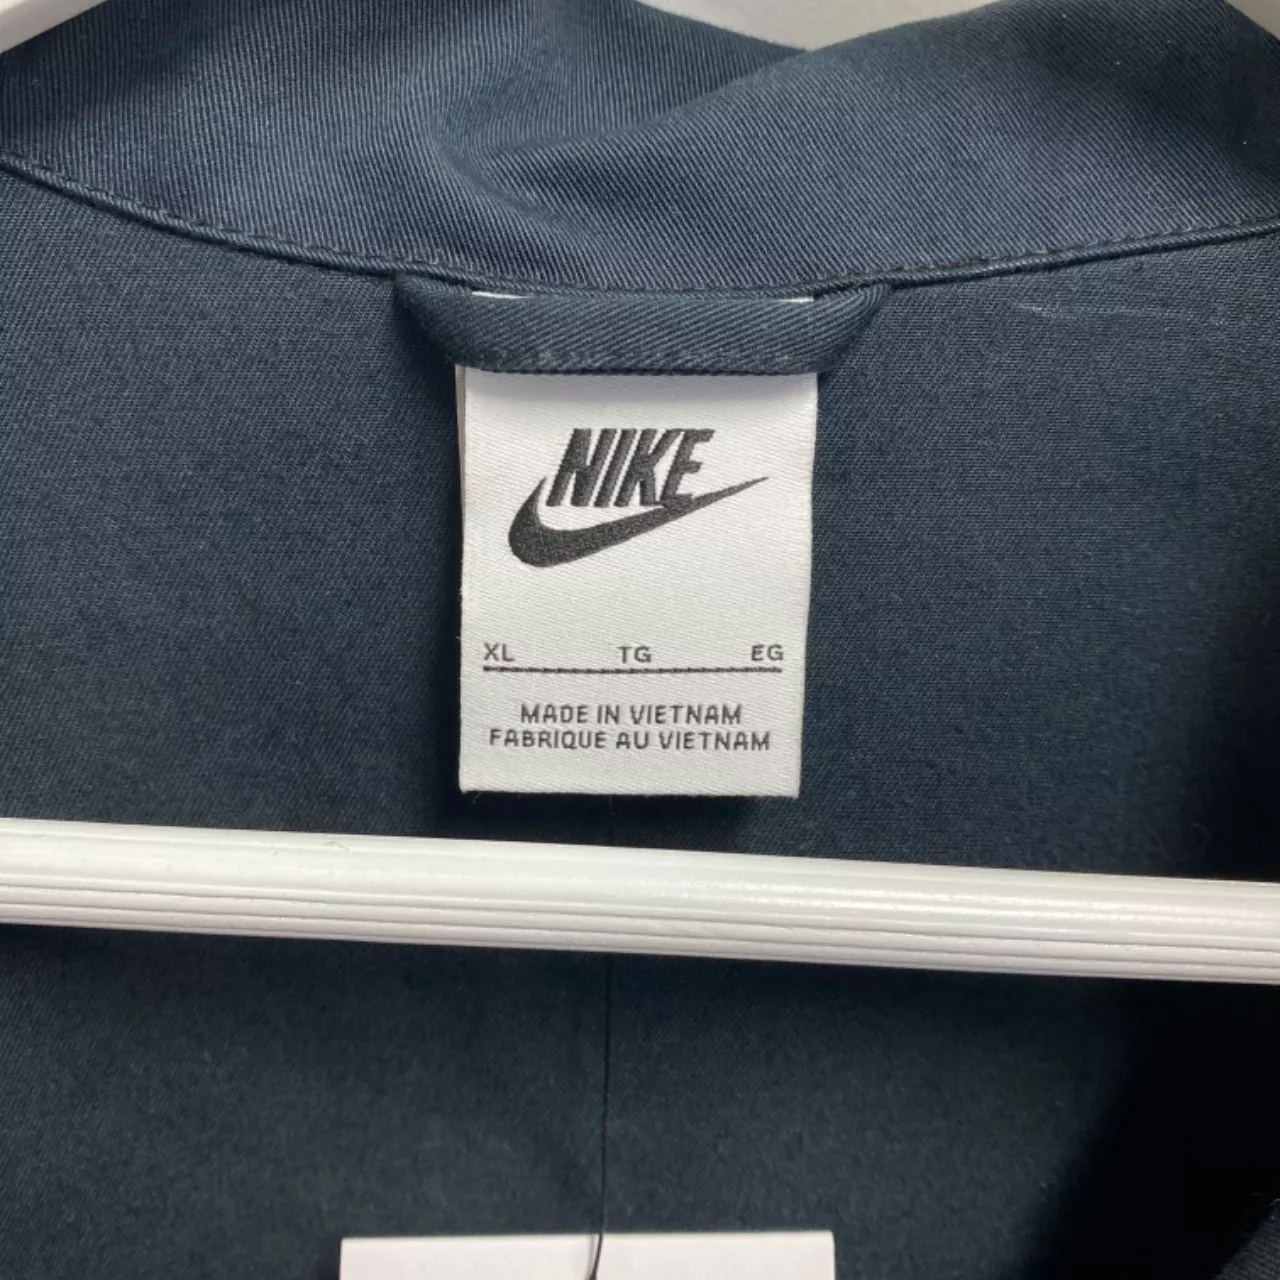 NIKE
XL TG EG
MADE IN VIETNAM
FABRIQUE AU VIETNAM